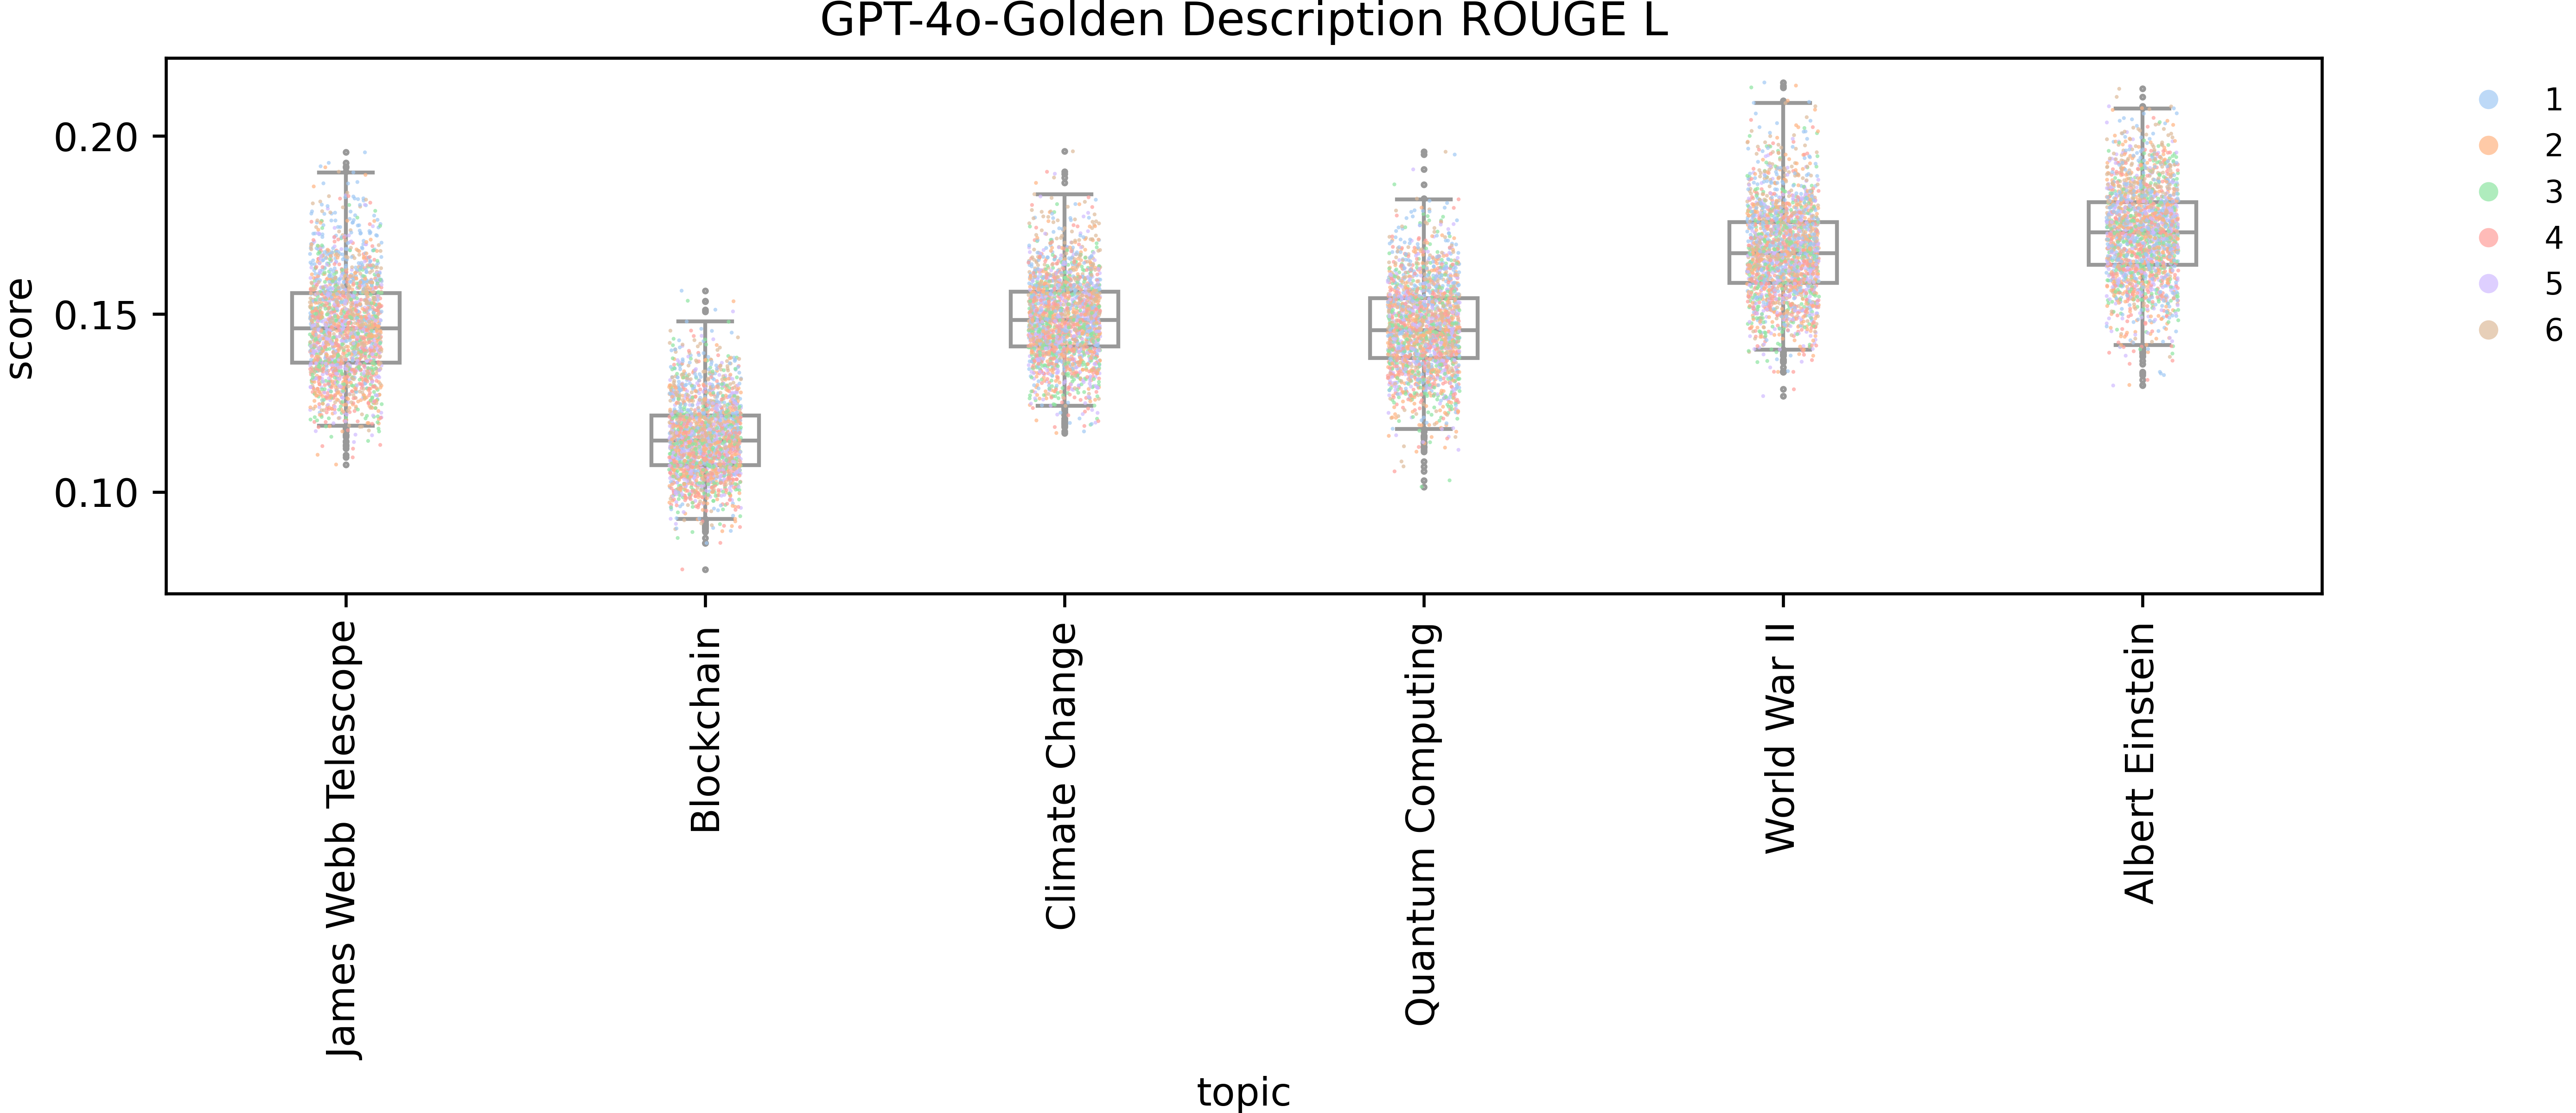 GPT-4o-Golden Description ROUGE L
score
0.20
0.15
0.10
1
2
3
4
5
6
James Webb Telescope
Blockchain
Climate Change
Quantum Computing
World War II
Albert Einstein
topic